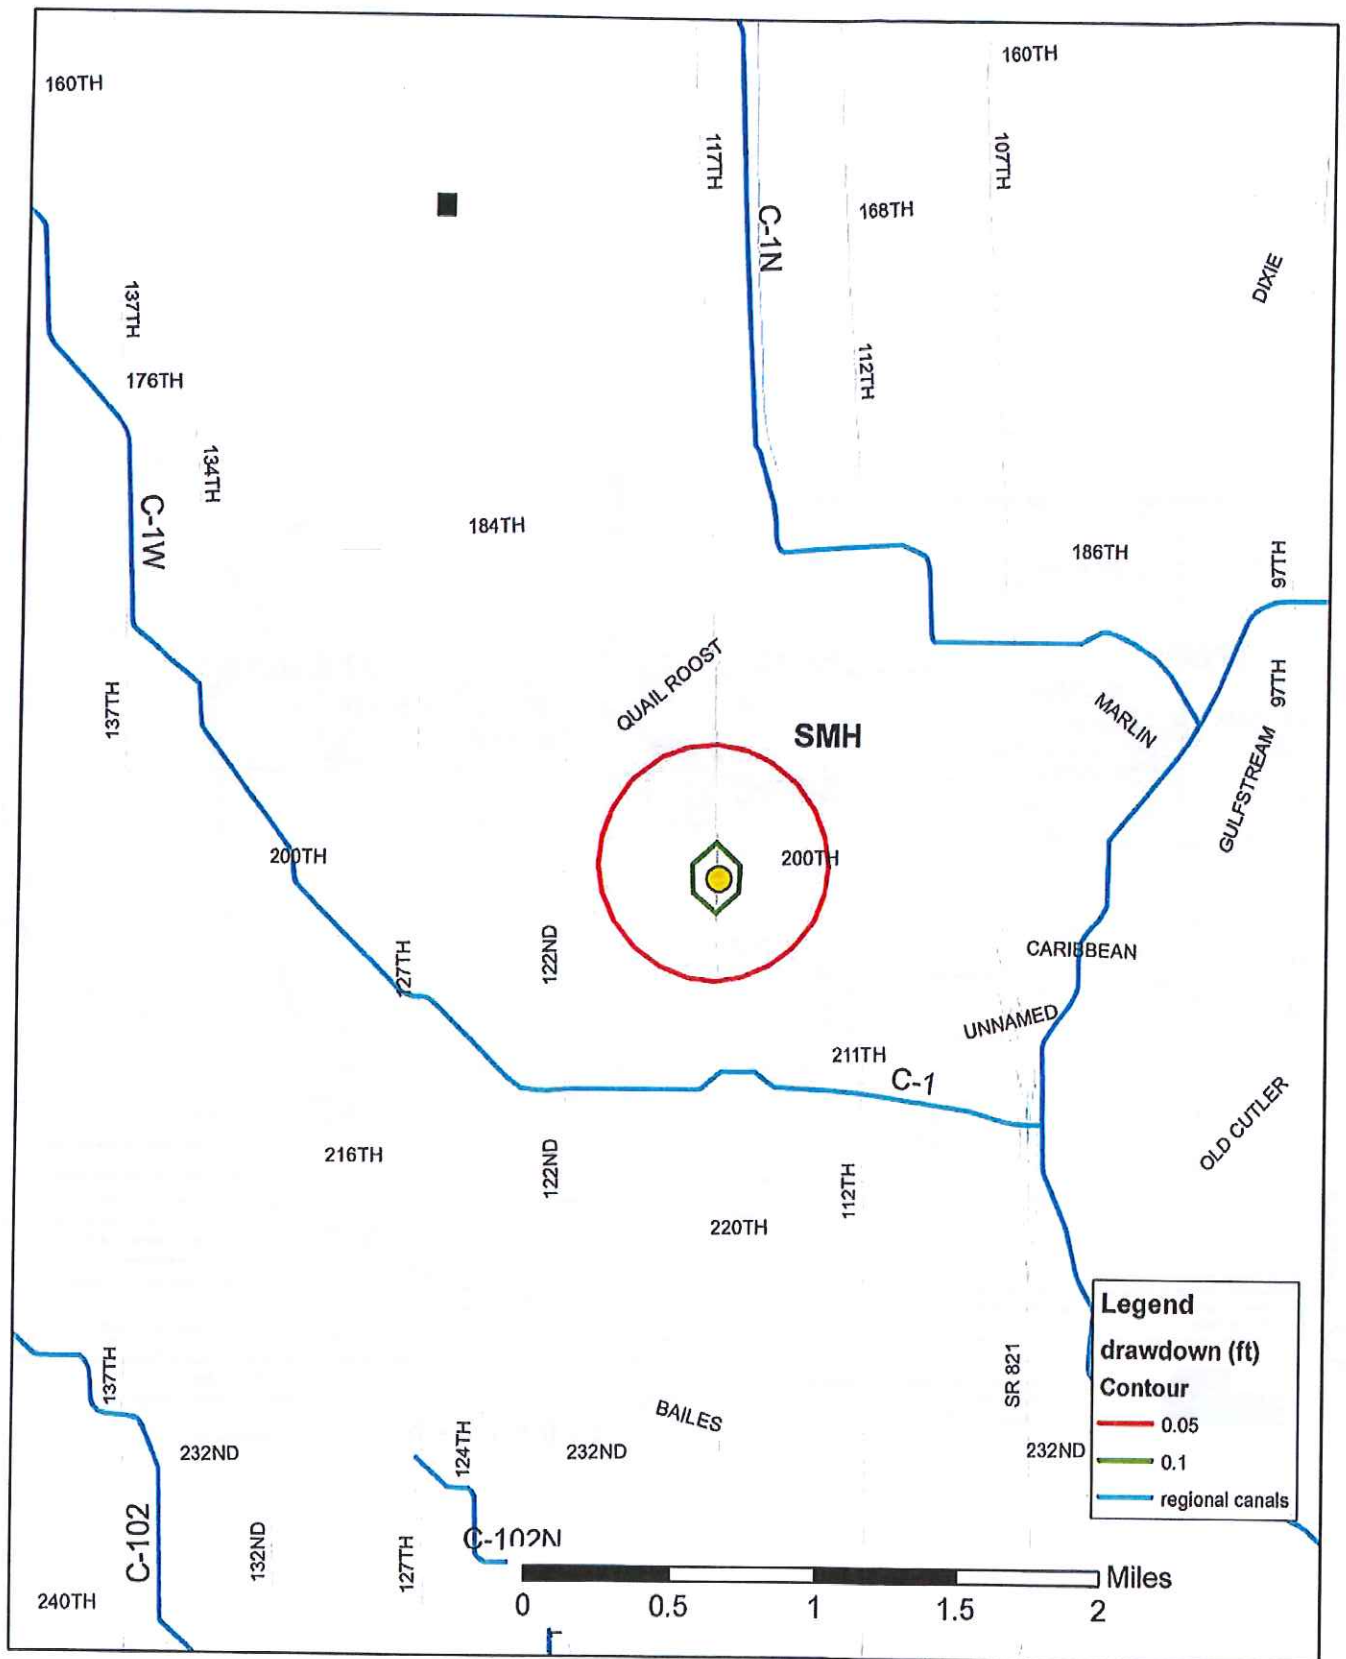 160TH
160TH
117TH
107TH
C-1N
168TH
DIXIE
137TH
112TH
176TH
134TH
C-1W
184TH
186TH
97TH
QUAIL ROOST
137TH
97TH
MARLIN
SMH
GULFSTREAM
200TH
200TH
127TH
122ND
CARIBBEAN
UNNAMED
211TH
C-1
OLD CUTLER
216TH
122ND
112TH
220TH
Legend
drawdown (ft)
Contour
0.05
0.1
regional canals
137TH
SR 821
BAILES
232ND
124TH
232ND
232ND
C-102
132ND
127TH
C-102N
Miles
240TH
0 0.5 1 1.5 2